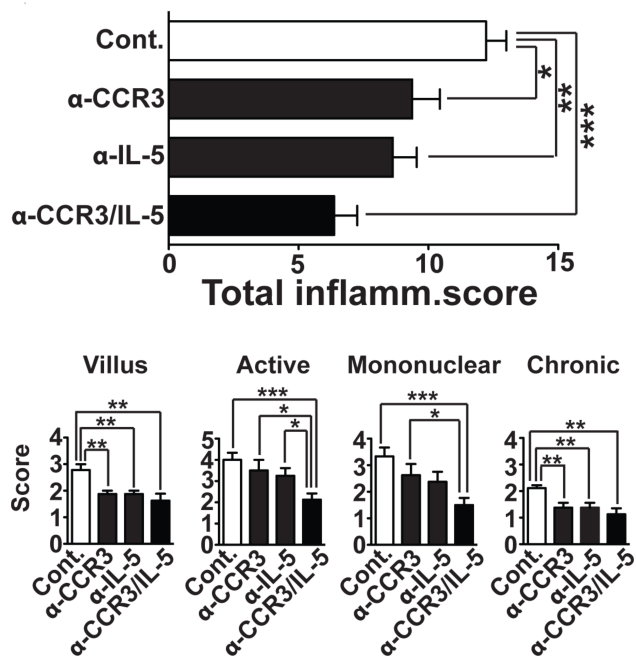 Cont.
α-CCR3
α-IL-5
α-CCR3/IL-5
*
**
***
0 5 10 15
Total inflamm.score
Villus Active Mononuclear Chronic
Score
**
**
**
4
3
2
1
0
Cont.
α-CCR3
α-IL-5
α-CCR3/IL-5
***
*
*
5
4
3
2
1
0
Cont.
α-CCR3
α-IL-5
α-CCR3/IL-5
***
*
4
3
2
1
0
Cont.
α-CCR3
α-IL-5
α-CCR3/IL-5
**
**
**
4
3
2
1
0
Cont.
α-CCR3
α-IL-5
α-CCR3/IL-5